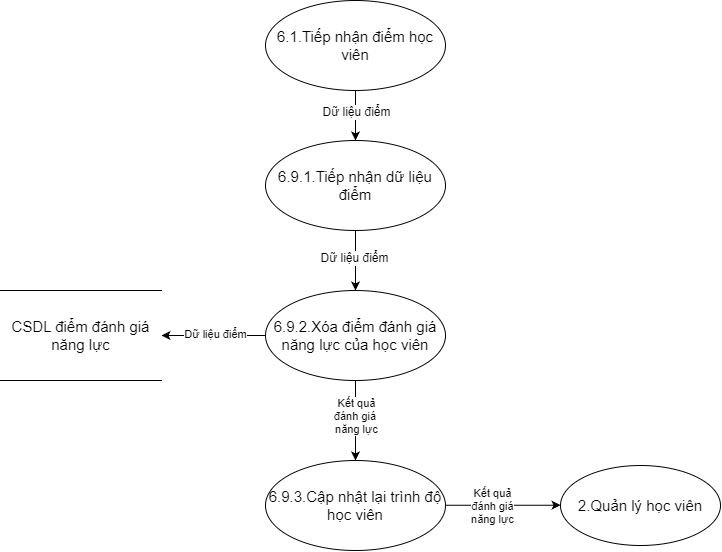 6.1.Tiếp nhận điểm học
viên
Dữ liệu điểm
6.9.1.Tiếp nhận dữ liệu
điểm
Dữ liệu điểm
CSDL điểm đánh giá
năng lực
Dữ liệu điểm
6.9.2.Xóa điểm đánh giá
năng lực của học viên
Kết quả
đánh giá
năng lực
6.9.3.Cập nhật lại trình độ
học viên
Kết quả
đánh giá
năng lực
2.Quản lý học viên